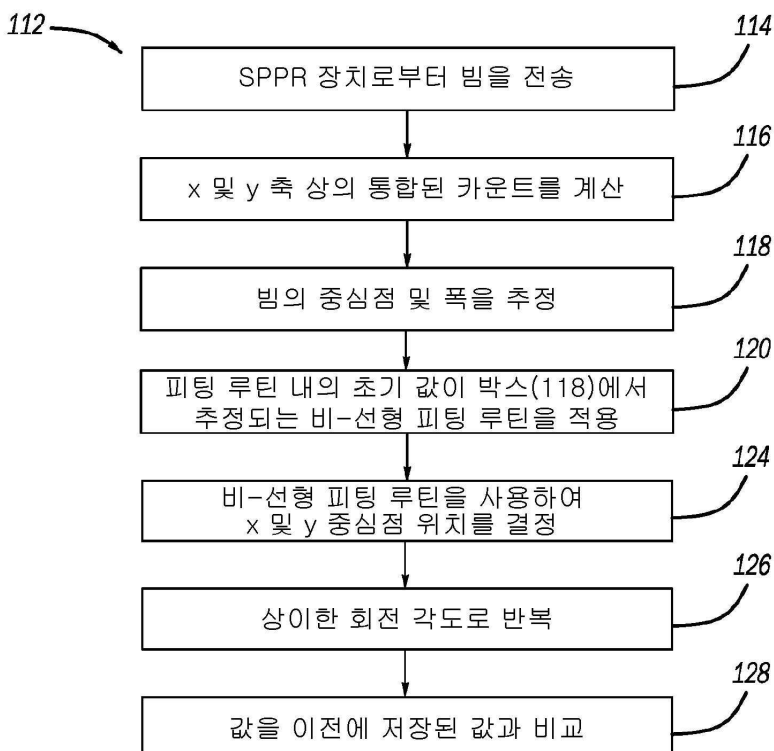 112
114
SPPR 장치로부터 빔을 전송
116
x 및 y 축 상의 통합된 카운트를 계산
118
빔의 중심점 및 폭을 추정
120
피팅 루틴 내의 초기 값이 박스(118)에서
추정되는 비-선형 피팅 루틴을 적용
124
비-선형 피팅 루틴을 사용하여
x 및 y 중심점 위치를 결정
126
상이한 회전 각도로 반복
128
값을 이전에 저장된 값과 비교